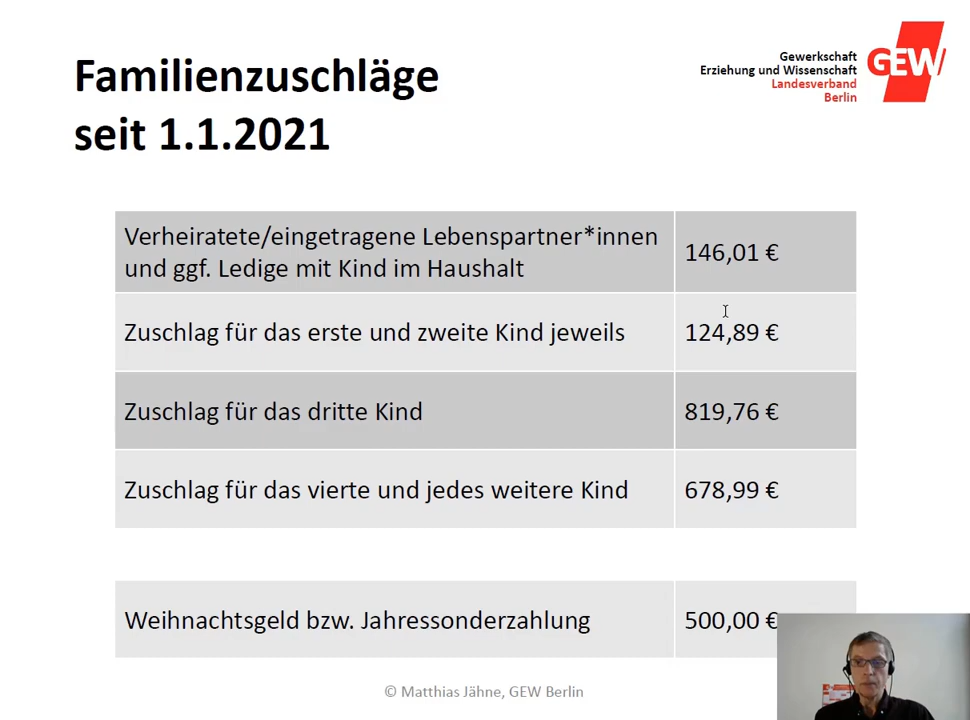 Familienzuschläge
seit 1.1.2021
Gewerkschaft
Erziehung und Wissenschaft
Landesverband
Berlin
GEW
Verheiratete/eingetragene Lebenspartner*innen
und ggf. Ledige mit Kind im Haushalt
146,01 €
Zuschlag für das erste und zweite Kind jeweils
124,89 €
Zuschlag für das dritte Kind
819,76 €
Zuschlag für das vierte und jedes weitere Kind
678,99 €
Weihnachtsgeld bzw. Jahressonderzahlung
500,00 €
© Matthias Jähne, GEW Berlin